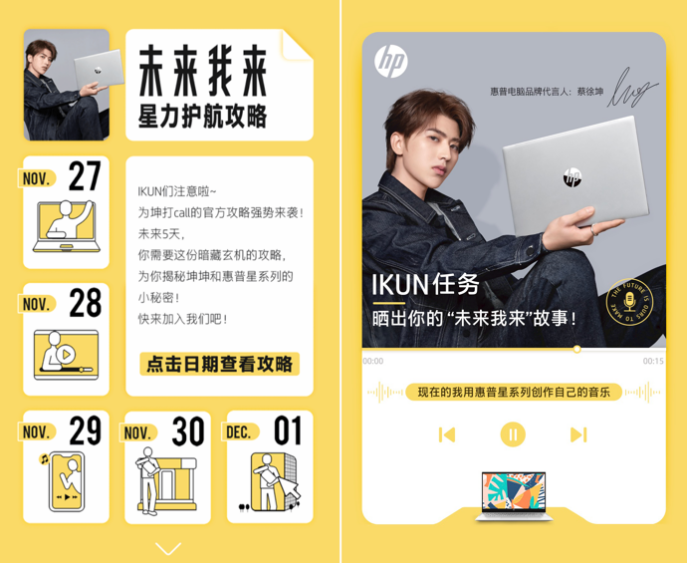 未来我来
星力护航攻略
NOV. 27
IKUN们注意啦~
为坤打call的官方攻略强势来袭！
未来5天，
你需要这份暗藏玄机的攻略，
为你揭秘坤坤和惠普星系列的
小秘密！
快来加入我们吧！
点击日期查看攻略
NOV. 28
NOV. 29
NOV. 30
DEC. 01
hp
惠普电脑品牌代言人：蔡徐坤
hp
IKUN任务
晒出你的“未来我来”故事！
THE FUTURE IS OURS TO MAKE
00:00
00:15
现在的我用惠普星系列创作自己的音乐